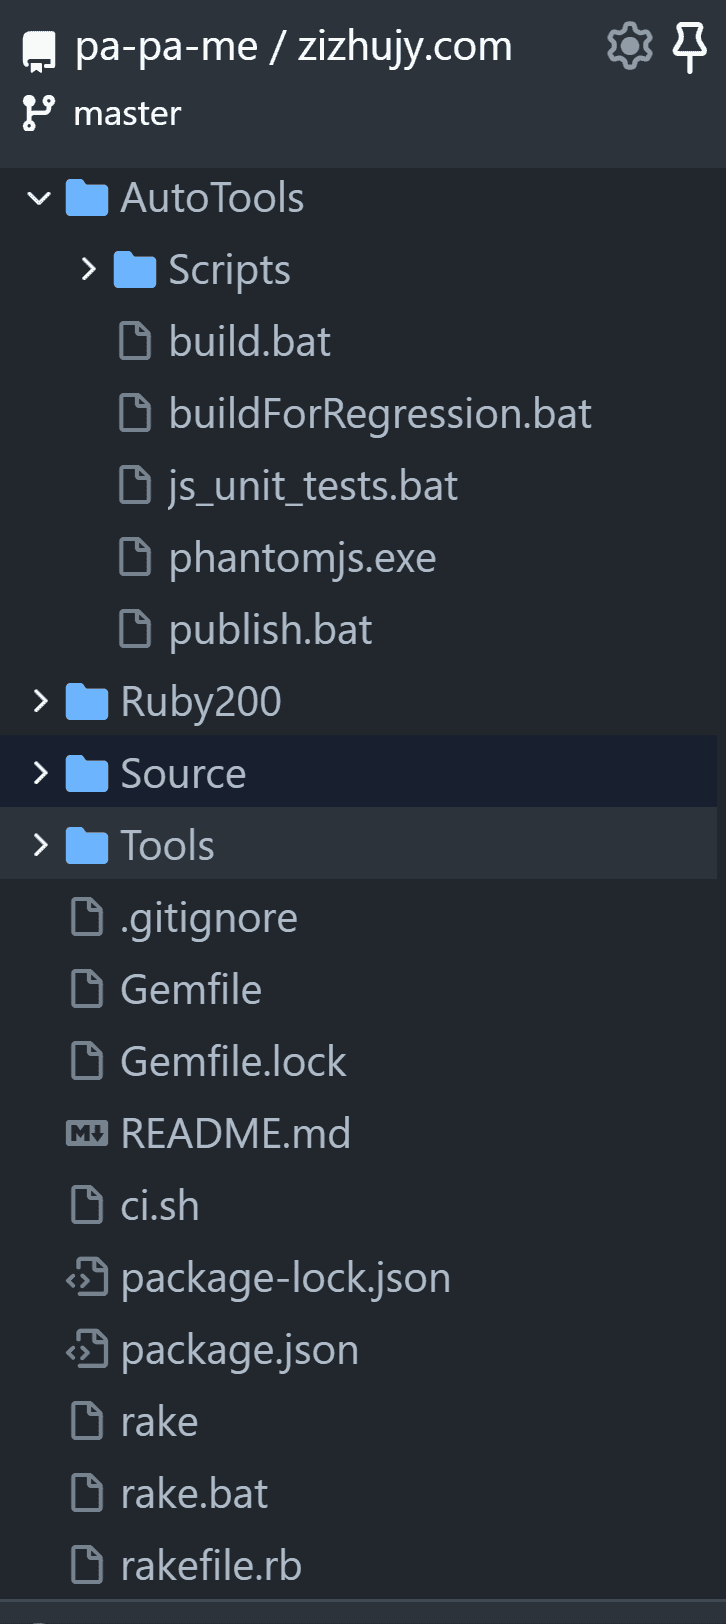 pa-pa-me / zizhujy.com
master
AutoTools
Scripts
build.bat
buildForRegression.bat
js_unit_tests.bat
phantomjs.exe
publish.bat
Ruby200
Source
Tools
.gitignore
Gemfile
Gemfile.lock
README.md
ci.sh
package-lock.json
package.json
rake
rake.bat
rakefile.rb